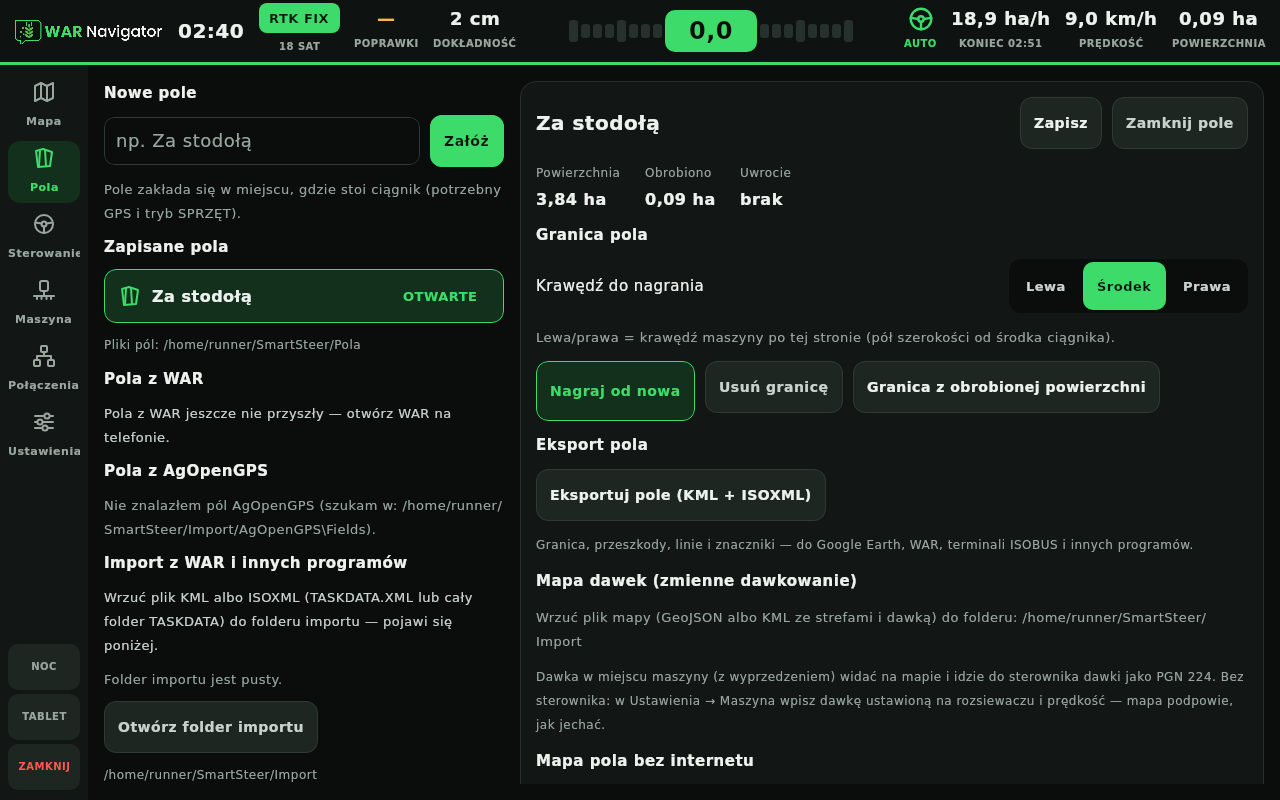 WAR Navigator
02:40
RTK FIX
18 SAT
—
POPRAWKI
2 cm
DOKŁADNOŚĆ
0,0
AUTO
18,9 ha/h
KONIEC 02:51
9,0 km/h
PRĘDKOŚĆ
0,09 ha
POWIERZCHNIA
Mapa
Pola
Sterowanie
Maszyna
Połączenia
Ustawienia
NOC
TABLET
ZAMKNIJ
Nowe pole
np. Za stodołą
Załóż
Pole zakłada się w miejscu, gdzie stoi ciągnik (potrzebny
GPS i tryb SPRZĘT).
Zapisane pola
Za stodołą
OTWARTE
Pliki pól: /home/runner/SmartSteer/Pola
Pola z WAR
Pola z WAR jeszcze nie przyszły — otwórz WAR na
telefonie.
Pola z AgOpenGPS
Nie znalazłem pól AgOpenGPS (szukam w: /home/runner/
SmartSteer/Import/AgOpenGPS\Fields).
Import z WAR i innych programów
Wrzuć plik KML albo ISOXML (TASKDATA.XML lub cały
folder TASKDATA) do folderu importu — pojawi się
poniżej.
Folder importu jest pusty.
Otwórz folder importu
/home/runner/SmartSteer/Import
Za stodołą
Zapisz
Zamknij pole
Powierzchnia
3,84 ha
Obrobiono
0,09 ha
Uwrocie
brak
Granica pola
Krawędź do nagrania
Lewa
Środek
Prawa
Lewa/prawa = krawędź maszyny po tej stronie (pół szerokości od środka ciągnika).
Nagraj od nowa
Usuń granicę
Granica z obrobionej powierzchni
Eksport pola
Eksportuj pole (KML + ISOXML)
Granica, przeszkody, linie i znaczniki — do Google Earth, WAR, terminali ISOBUS i innych programów.
Mapa dawek (zmienne dawkowanie)
Wrzuć plik mapy (GeoJSON albo KML ze strefami i dawką) do folderu: /home/runner/SmartSteer/
Import
Dawka w miejscu maszyny (z wyprzedzeniem) widać na mapie i idzie do sterownika dawki jako PGN 224. Bez
sterownika: w Ustawienia → Maszyna wpisz dawkę ustawioną na rozsiewaczu i prędkość — mapa podpowie,
jak jechać.
Mapa pola bez internetu